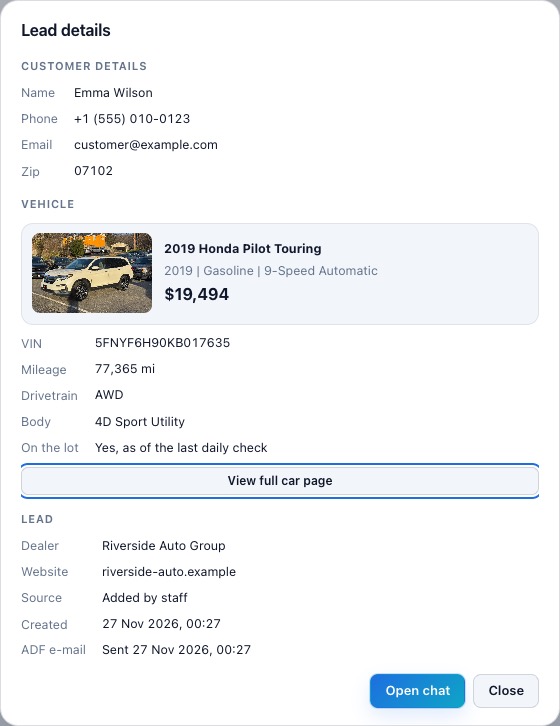 Lead details
CUSTOMER DETAILS
Name Emma Wilson
Phone +1 (555) 010-0123
Email customer@example.com
Zip 07102
VEHICLE
2019 Honda Pilot Touring
2019 | Gasoline | 9-Speed Automatic
$19,494
VIN 5FNYF6H90KB017635
Mileage 77,365 mi
Drivetrain AWD
Body 4D Sport Utility
On the lot Yes, as of the last daily check
View full car page
LEAD
Dealer Riverside Auto Group
Website riverside-auto.example
Source Added by staff
Created 27 Nov 2026, 00:27
ADF e-mail Sent 27 Nov 2026, 00:27
Open chat Close